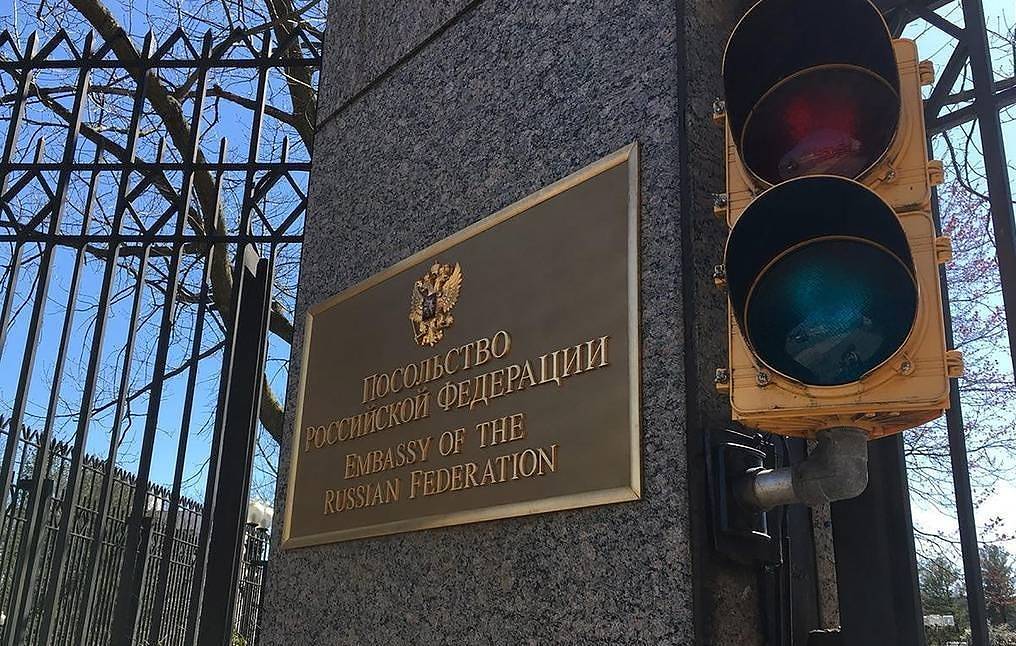 ПОСОЛЬСТВО
РОССИЙСКОЙ ФЕДЕРАЦИИ
EMBASSY OF THE
RUSSIAN FEDERATION